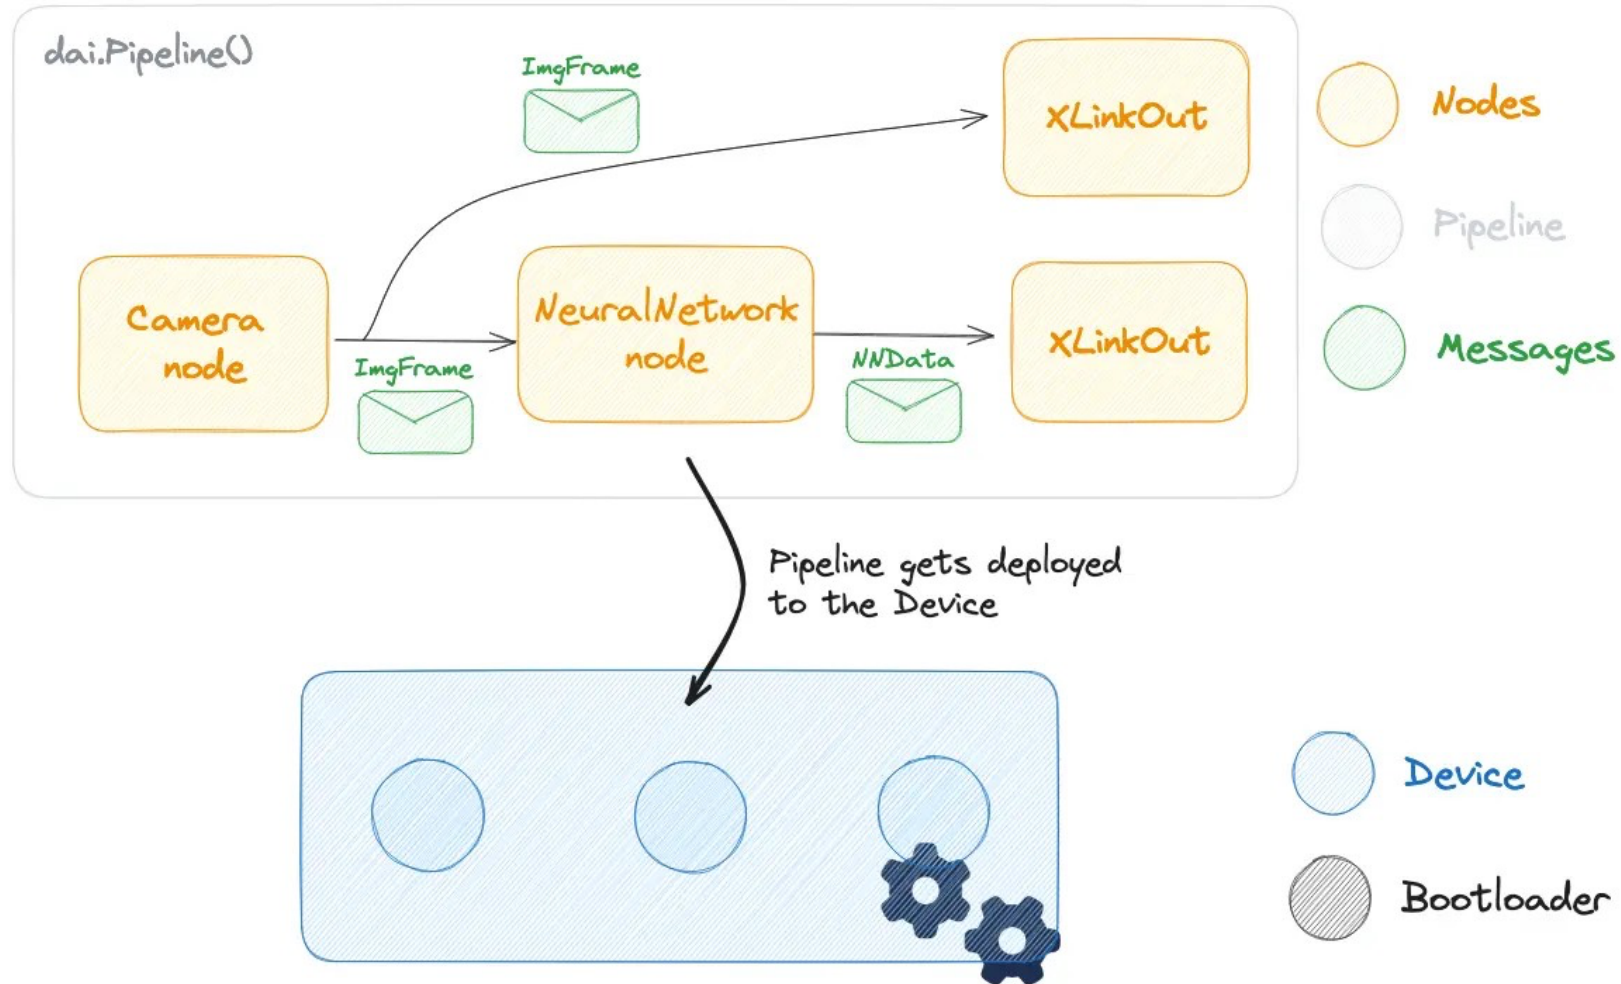 dai.Pipeline()
ImgFrame
XLinkOut
Nodes
Pipeline
Camera
node
ImgFrame
NeuralNetwork
node
NNData
XLinkOut
Messages
Pipeline gets deployed
to the Device
Device
Bootloader